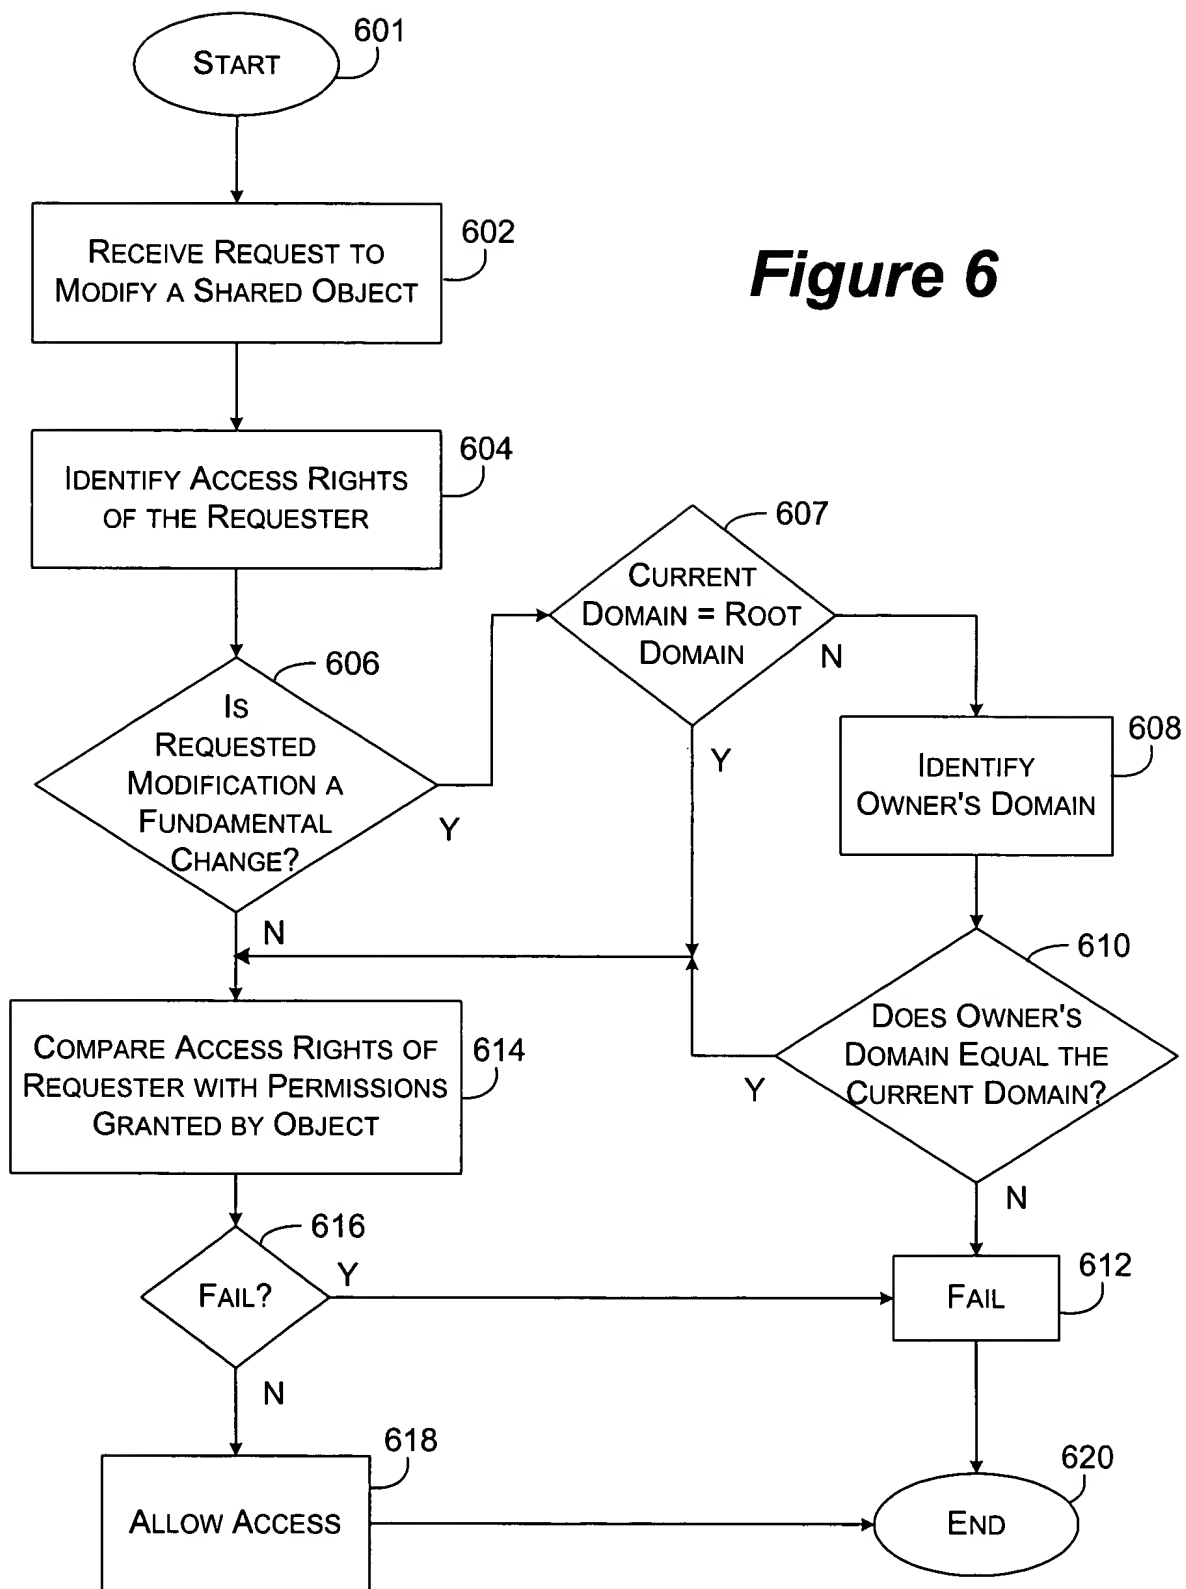 START
601
RECEIVE REQUEST TO
MODIFY A SHARED OBJECT
602
Figure 6
IDENTIFY ACCESS RIGHTS
OF THE REQUESTER
604
607
CURRENT
DOMAIN = ROOT
DOMAIN
N
Y
606
IS
REQUESTED
MODIFICATION A
FUNDAMENTAL
CHANGE?
Y
N
608
IDENTIFY
OWNER'S DOMAIN
610
DOES OWNER'S
DOMAIN EQUAL THE
CURRENT DOMAIN?
Y
N
COMPARE ACCESS RIGHTS OF
REQUESTER WITH PERMISSIONS
GRANTED BY OBJECT
614
616
FAIL?
Y
N
FAIL
612
ALLOW ACCESS
618
END
620